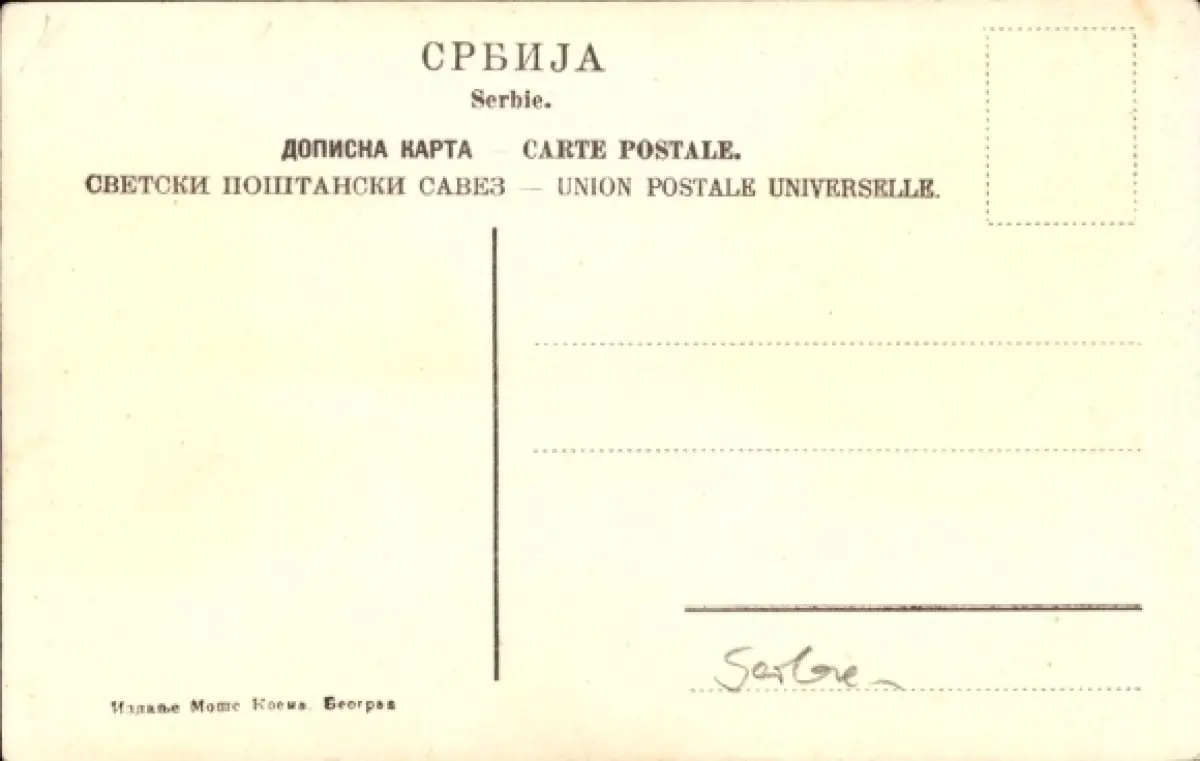 СРБИЈА
Serbie.
ДОПИСНА КАРТА — CARTE POSTALE.
СВЕТСКИ ПОШТАНСКИ САВЕЗ — UNION POSTALE UNIVERSELLE.
Издање Моше Коена. Београд